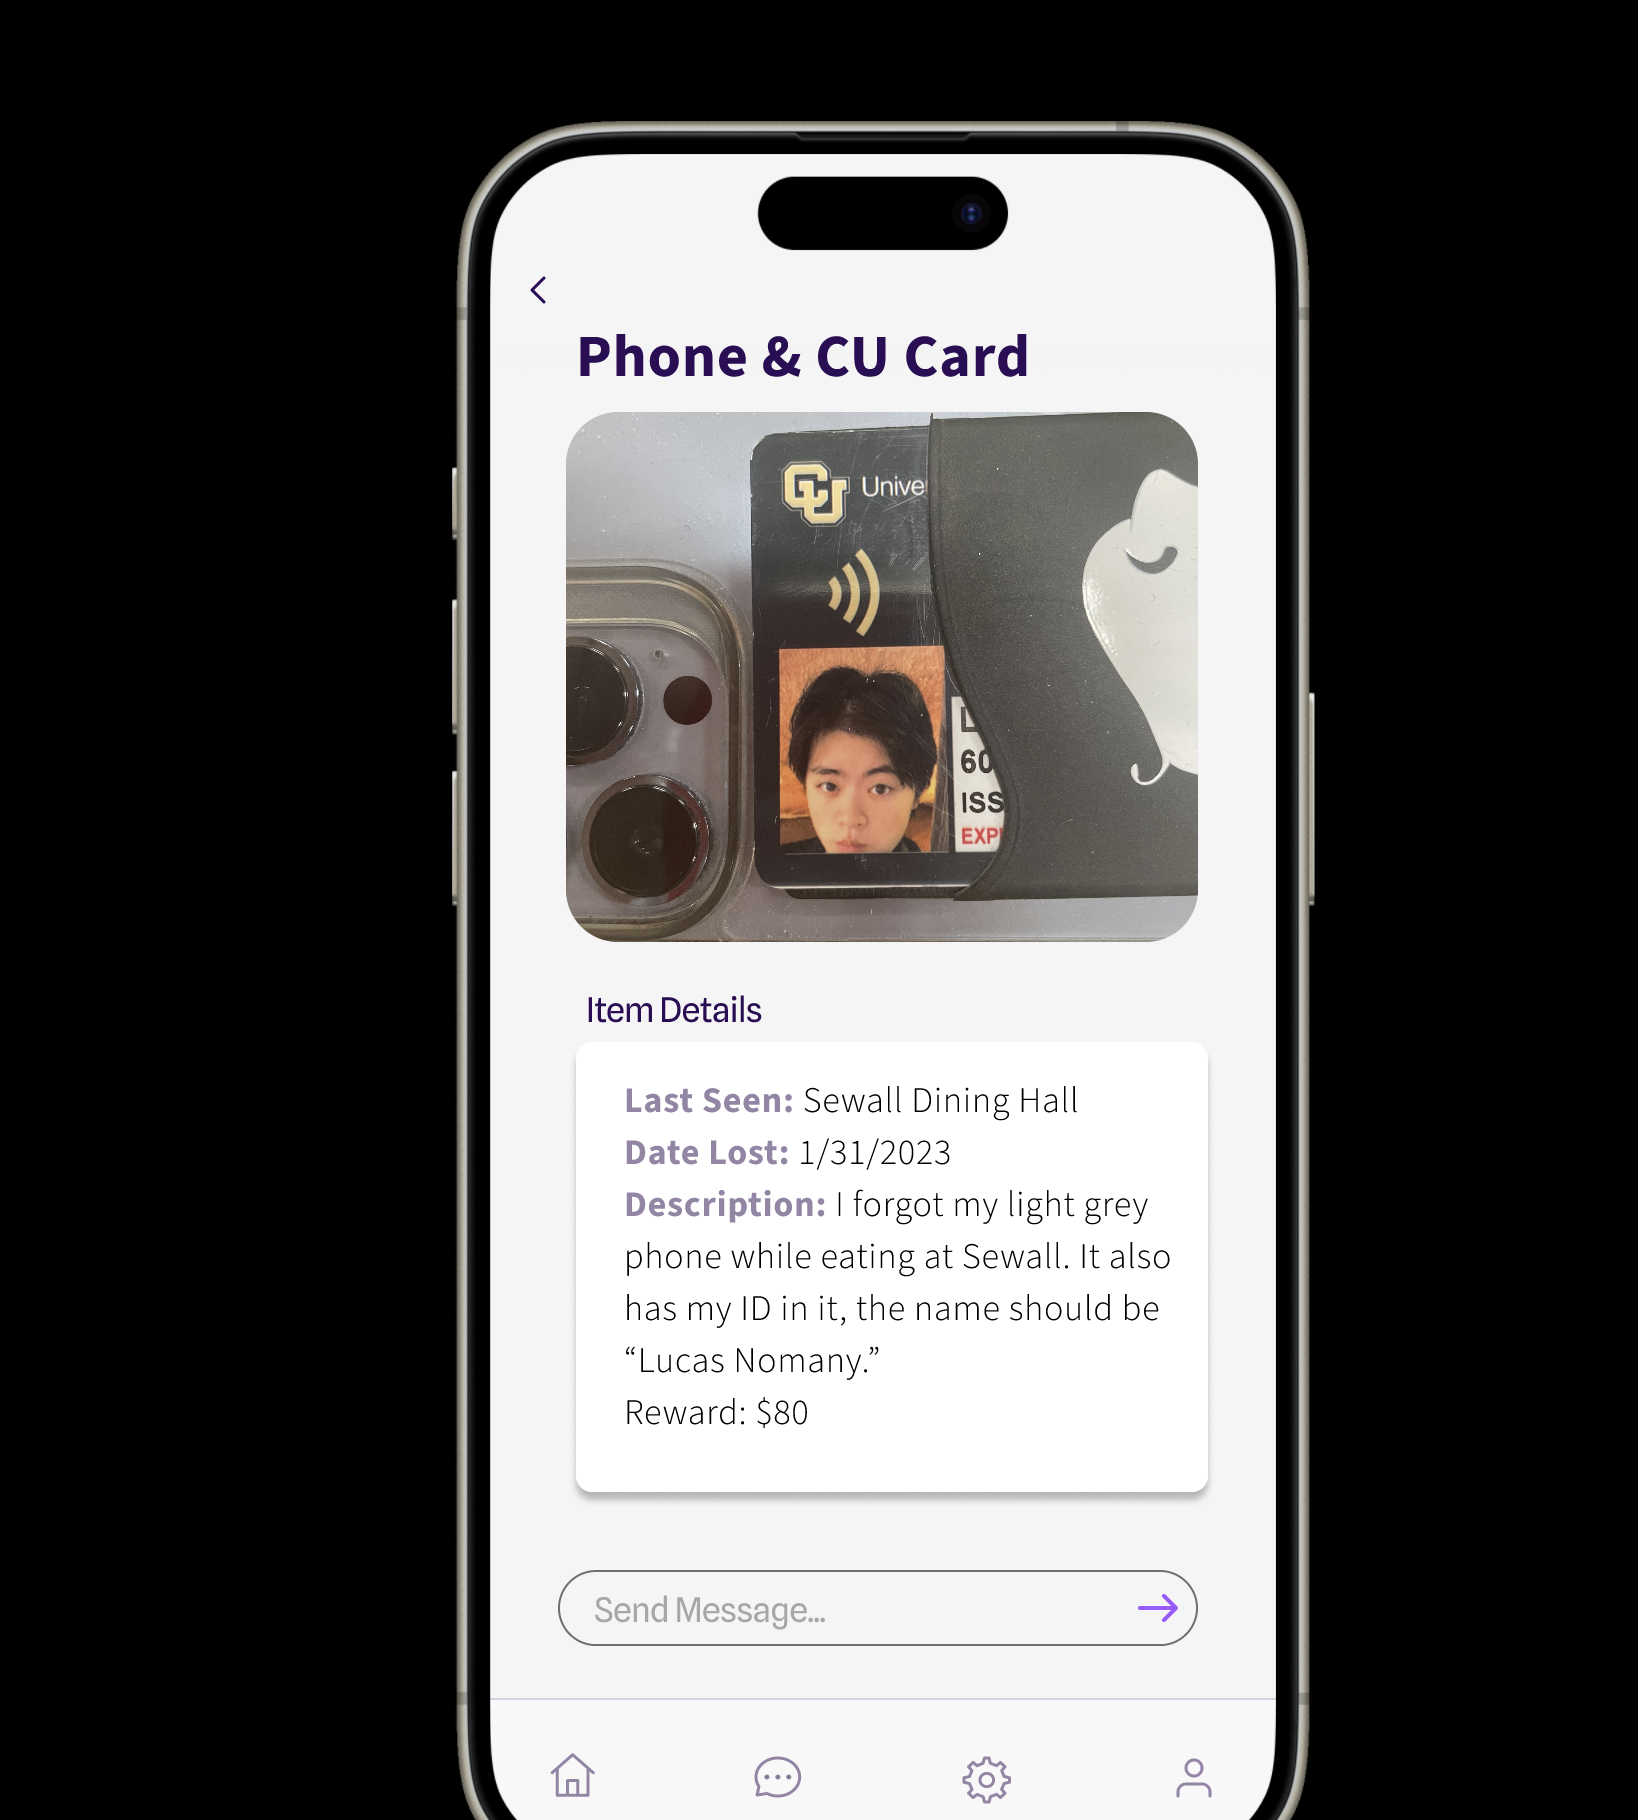 Phone & CU Card
CU Unive
60
ISS
EXP
Item Details
Last Seen: Sewall Dining Hall
Date Lost: 1/31/2023
Description: I forgot my light grey
phone while eating at Sewall. It also
has my ID in it, the name should be
“Lucas Nomany.”
Reward: $80
Send Message...